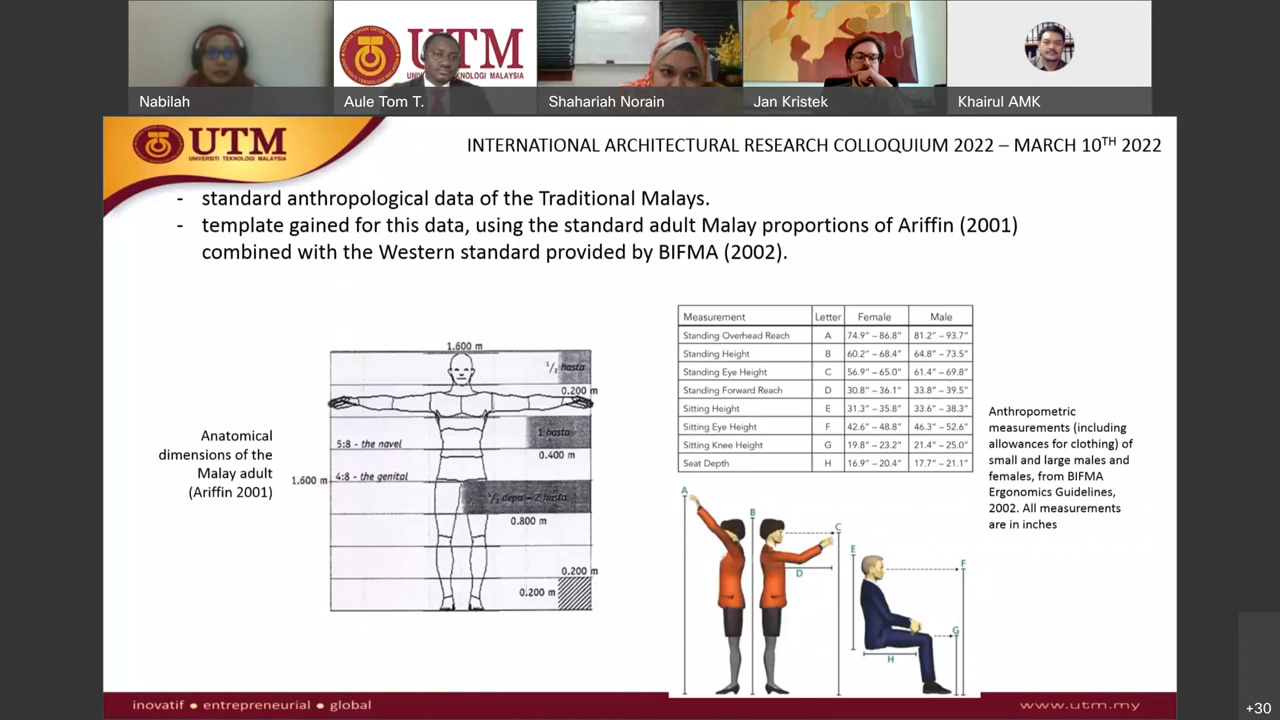 UTM
UNIVERSITI TEKNOLOGI MALAYSIA
Nabilah
Aule Tom T.
Shahariah Norain
Jan Kristek
Khairul AMK
UTM
UNIVERSITI TEKNOLOGI MALAYSIA
INTERNATIONAL ARCHITECTURAL RESEARCH COLLOQUIUM 2022 – MARCH 10TH 2022
- standard anthropological data of the Traditional Malays.
- template gained for this data, using the standard adult Malay proportions of Ariffin (2001)
combined with the Western standard provided by BIFMA (2002).
Anatomical
dimensions of the
Malay adult
(Ariffin 2001)
1.600 m
1/2 hasta
0.200 m
1 hasta
5:8 - the navel
0.400 m
4:8 - the genital
1.600 m
1/2 depa = 2 hasta
0.800 m
0.200 m
0.200 m
Measurement Letter Female Male
Standing Overhead Reach A 74.9" – 86.8" 81.2" – 93.7"
Standing Height B 60.2" – 68.4" 64.8" – 73.5"
Standing Eye Height C 56.9" – 65.0" 61.4" – 69.8"
Standing Forward Reach D 30.8" – 36.1" 33.8" – 39.5"
Sitting Height E 31.3" – 35.8" 33.6" – 38.3"
Sitting Eye Height F 42.6" – 48.8" 46.3" – 52.6"
Sitting Knee Height G 19.8" – 23.2" 21.4" – 25.0"
Seat Depth H 16.9" – 20.4" 17.7" – 21.1"
A
B
C
D
E
F
G
H
Anthropometric
measurements (including
allowances for clothing) of
small and large males and
females, from BIFMA
Ergonomics Guidelines,
2002. All measurements
are in inches
inovatif ● entrepreneurial ● global
www.utm.my
+30